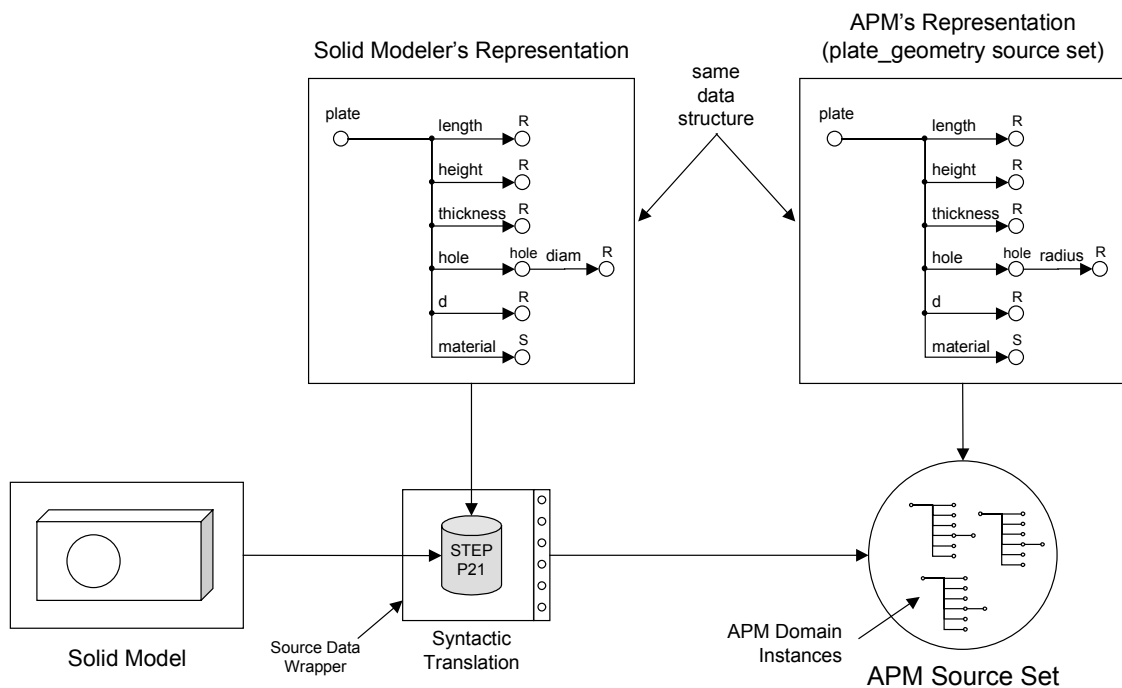 APM's Representation
(plate_geometry source set)
Solid Modeler's Representation
same
data
structure
plate
length
R
height
R
thickness
R
hole
hole
diam
R
d
R
material
S
plate
length
R
height
R
thickness
R
hole
hole
radius
R
d
R
material
S
STEP
P21
Solid Model
Source Data
Wrapper
Syntactic
Translation
APM Domain
Instances
APM Source Set